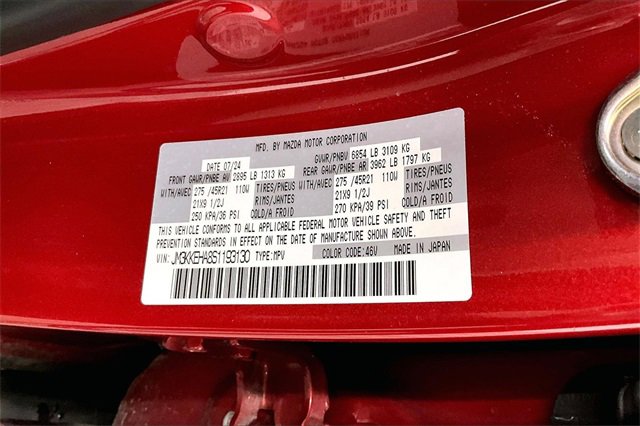 MFD. BY MAZDA MOTOR CORPORATION
DATE 07/24 GVWR/PNBV 6854 LB 3109 KG
FRONT GAWR/PNBE AV 2895 LB 1313 KG REAR GAWR/PNBE AR 3962 LB 1797 KG
WITH/AVEC 275 /45R21 110W TIRES/PNEUS WITH/AVEC 275 /45R21 110W TIRES/PNEUS
21X9 1/2J RIMS/JANTES 21X9 1/2J RIMS/JANTES
250 KPA/36 PSI COLD/A FROID 270 KPA/39 PSI COLD/A FROID
THIS VEHICLE CONFORMS TO ALL APPLICABLE FEDERAL MOTOR VEHICLE SAFETY AND THEFT
PREVENTION STANDARDS IN EFFECT ON THE DATE OF MANUFACTURE SHOWN ABOVE.
VIN: JM3KKEHA8S1193130 TYPE:MPV COLOR CODE:46V MADE IN JAPAN